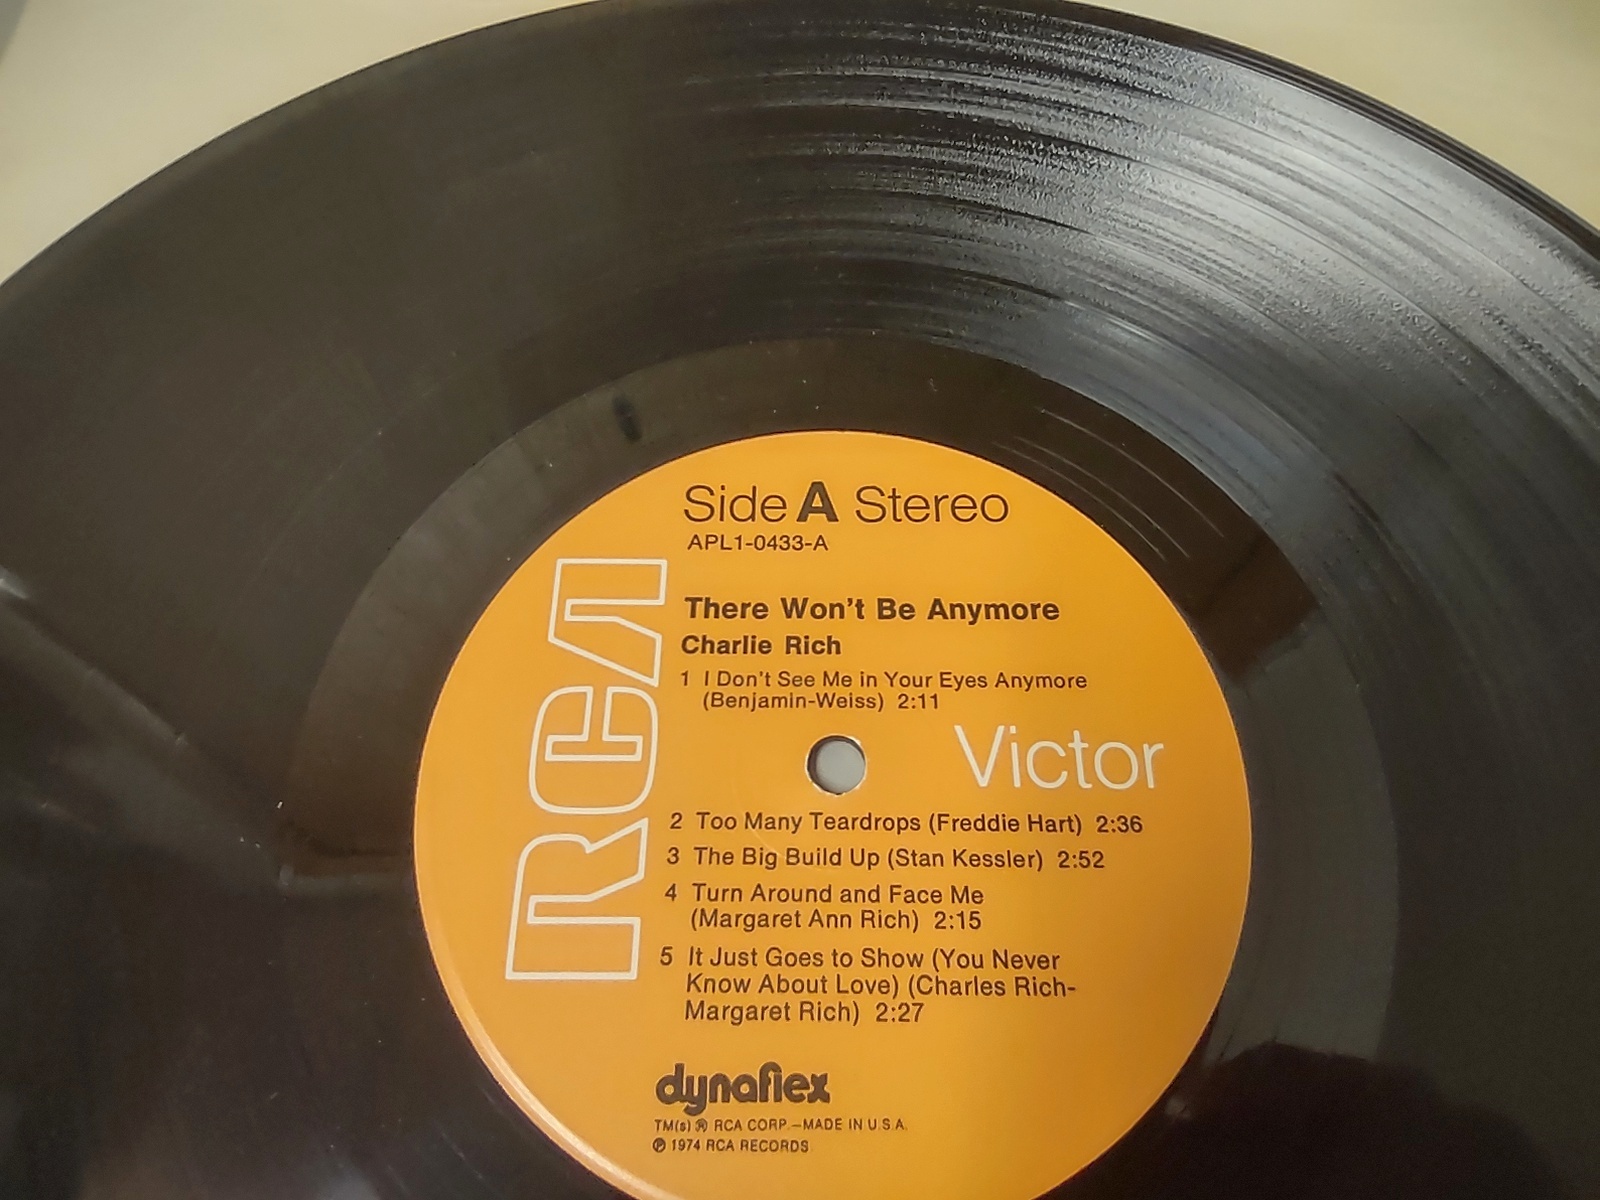 Side A Stereo
APL1-0433-A
RCA
There Won't Be Anymore
Charlie Rich
1 I Don't See Me in Your Eyes Anymore
(Benjamin-Weiss) 2:11
Victor
2 Too Many Teardrops (Freddie Hart) 2:36
3 The Big Build Up (Stan Kessler) 2:52
4 Turn Around and Face Me
(Margaret Ann Rich) 2:15
5 It Just Goes to Show (You Never
Know About Love) (Charles Rich-
Margaret Rich) 2:27
dynaflex
TM(s) ® RCA CORP.—MADE IN U.S.A.
℗ 1974 RCA RECORDS